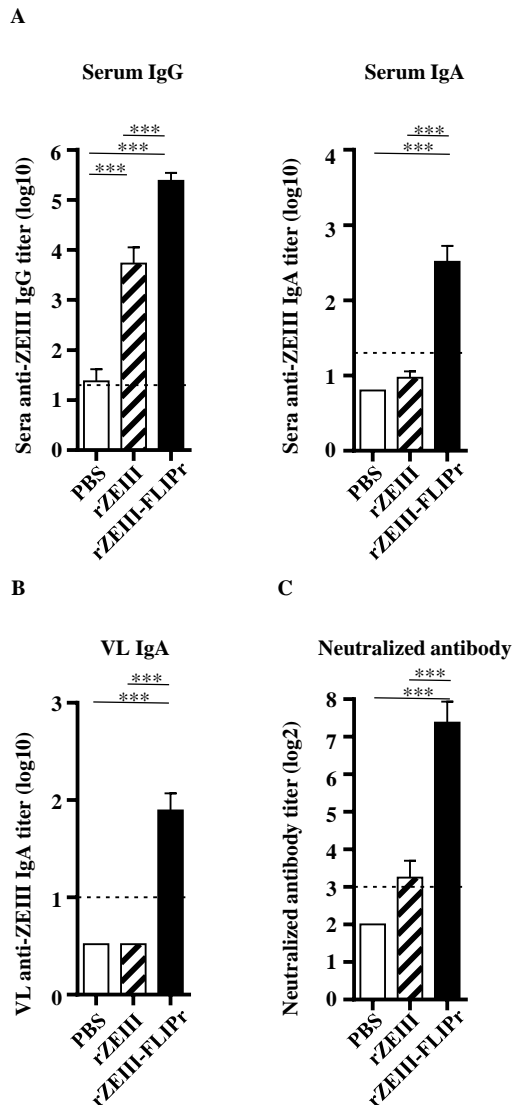 A
Serum IgG
Serum IgA
Sera anti-ZEIII IgG titer (log10)
6
5
4
3
2
1
0
***
***
***
PBS
rZEIII
rZEIII-FLIPr
Sera anti-ZEIII IgA titer (log10)
4
3
2
1
0
***
***
PBS
rZEIII
rZEIII-FLIPr
B
C
VL IgA
Neutralized antibody
VL anti-ZEIII IgA titer (log10)
3
2
1
0
***
***
PBS
rZEIII
rZEIII-FLIPr
Neutralized antibody titer (log2)
8
7
6
5
4
3
2
1
0
***
***
PBS
rZEIII
rZEIII-FLIPr